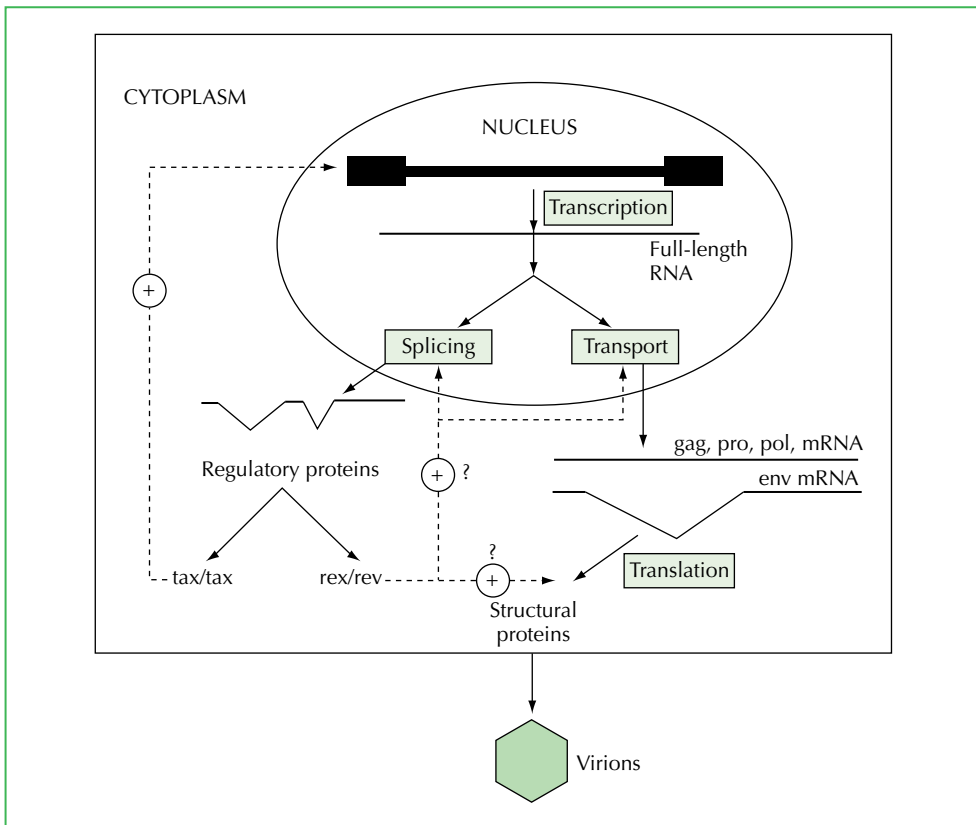 CYTOPLASM
NUCLEUS
Transcription
Full-length
RNA
Splicing
Transport
+
gag, pro, pol, mRNA
env mRNA
Regulatory proteins
+ ?
?
tax/tax
rex/rev
+
Translation
Structural
proteins
Virions